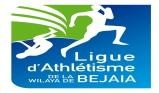 Ligue
d'Athlétisme
DE LA
WILAYA DE BEJAIA